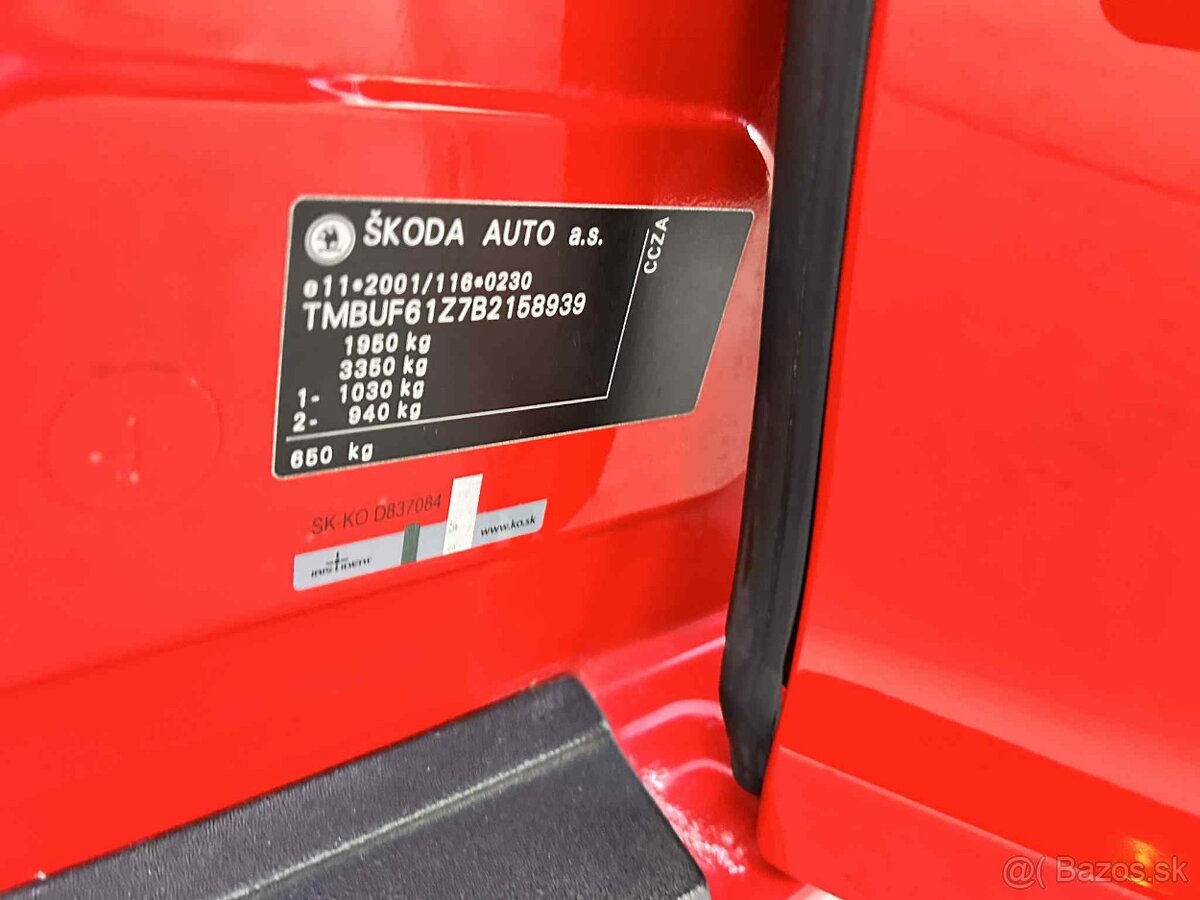 ŠKODA AUTO a.s.
e11*2001/116*0230
TMBUF61Z7B2158939
1950 kg
3350 kg
1- 1030 kg
2- 940 kg
650 kg
CCZA
SK-KO D837084
www.ko.sk
@( Bazos.sk